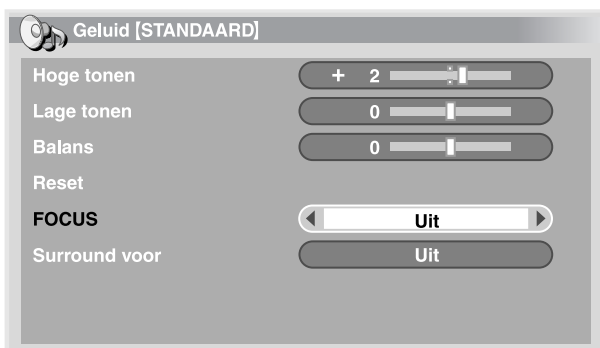 Geluid [STANDAARD]
Hoge tonen + 2
Lage tonen 0
Balans 0
Reset
FOCUS Uit
Surround voor Uit